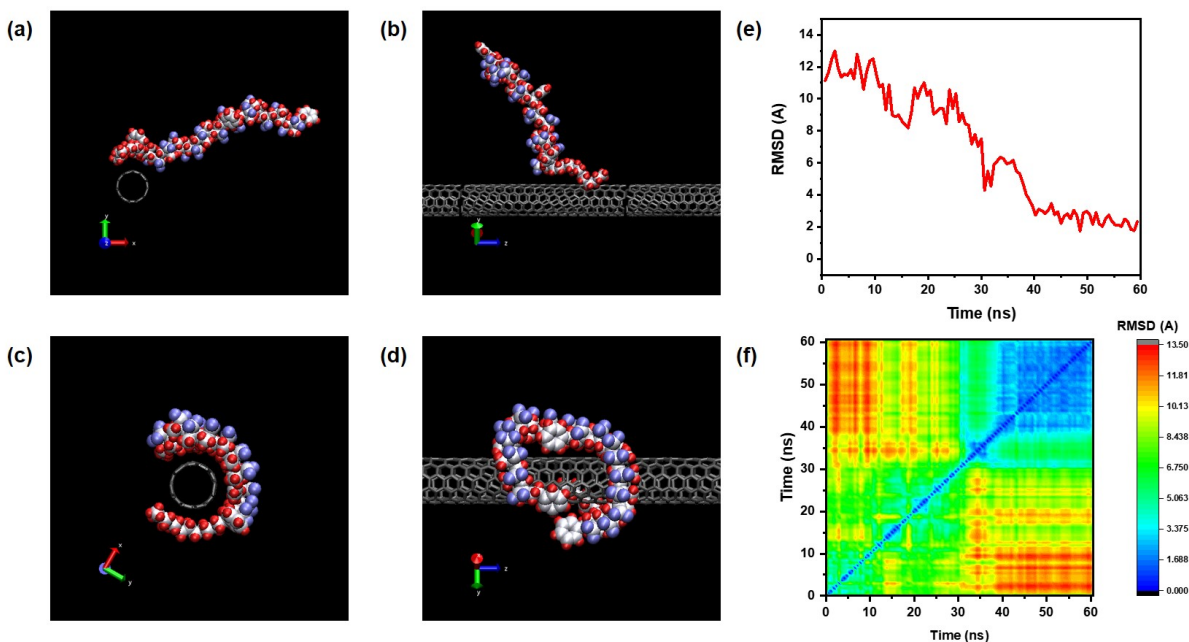 (a)
y
z
x
(b)
y
z
(c)
x
y
(d)
z
y
(e)
RMSD (A)
14
12
10
8
6
4
2
0
0 10 20 30 40 50 60
Time (ns)
(f)
RMSD (A)
Time (ns)
60
50
40
30
20
10
0
0 10 20 30 40 50 60
Time (ns)
13.50
11.81
10.13
8.438
6.750
5.063
3.375
1.688
0.000